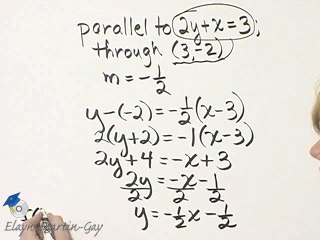 parallel to 2y+x=3;
through (3,-2)
m=-1/2
y-(-2)=-1/2(x-3)
2(y+2)=-1(x-3)
2y+4=-x+3
2y/2=-x/2-1/2
y=-1/2x-1/2
Elayn Martin-Gay